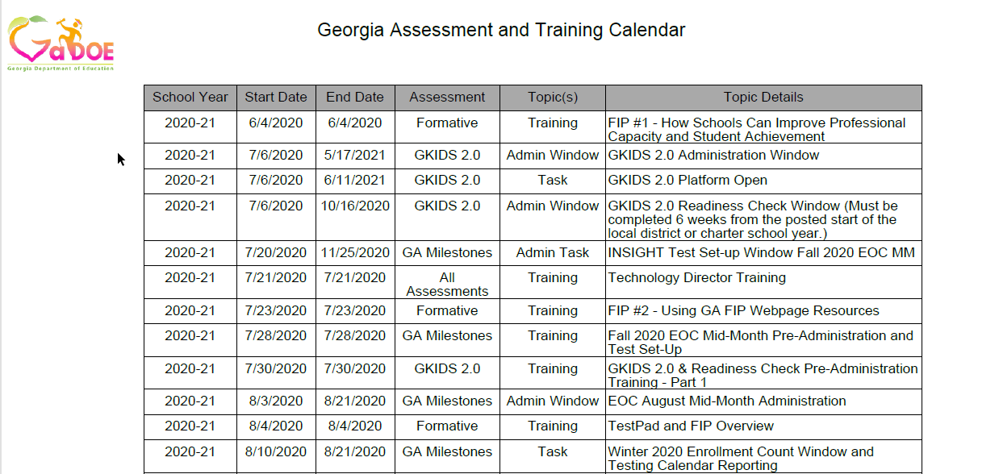 GaDOE
Georgia Department of Education
Georgia Assessment and Training Calendar
School Year Start Date End Date Assessment Topic(s) Topic Details
2020-21 6/4/2020 6/4/2020 Formative Training FIP #1 - How Schools Can Improve Professional
Capacity and Student Achievement
2020-21 7/6/2020 5/17/2021 GKIDS 2.0 Admin Window GKIDS 2.0 Administration Window
2020-21 7/6/2020 6/11/2021 GKIDS 2.0 Task GKIDS 2.0 Platform Open
2020-21 7/6/2020 10/16/2020 GKIDS 2.0 Admin Window GKIDS 2.0 Readiness Check Window (Must be
completed 6 weeks from the posted start of the
local district or charter school year.)
2020-21 7/20/2020 11/25/2020 GA Milestones Admin Task INSIGHT Test Set-up Window Fall 2020 EOC MM
2020-21 7/21/2020 7/21/2020 All Training Technology Director Training
Assessments
2020-21 7/23/2020 7/23/2020 Formative Training FIP #2 - Using GA FIP Webpage Resources
2020-21 7/28/2020 7/28/2020 GA Milestones Training Fall 2020 EOC Mid-Month Pre-Administration and
Test Set-Up
2020-21 7/30/2020 7/30/2020 GKIDS 2.0 Training GKIDS 2.0 & Readiness Check Pre-Administration
Training - Part 1
2020-21 8/3/2020 8/21/2020 GA Milestones Admin Window EOC August Mid-Month Administration
2020-21 8/4/2020 8/4/2020 Formative Training TestPad and FIP Overview
2020-21 8/10/2020 8/21/2020 GA Milestones Task Winter 2020 Enrollment Count Window and
Testing Calendar Reporting